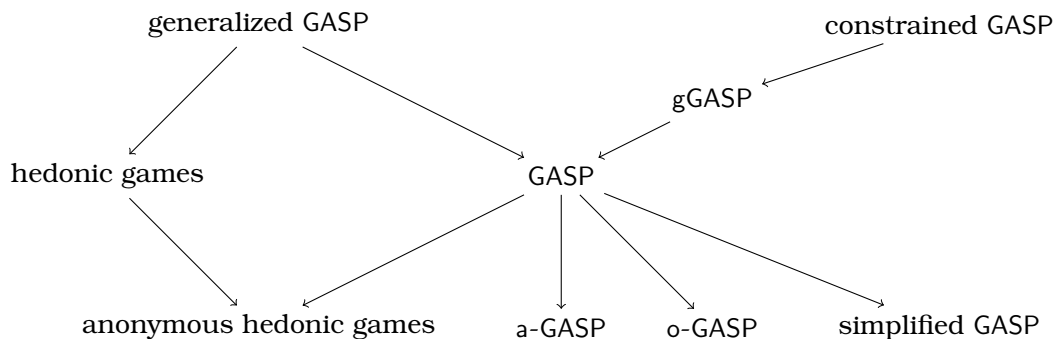 generalized GASP
constrained GASP
gGASP
hedonic games
GASP
anonymous hedonic games
a-GASP
o-GASP
simplified GASP